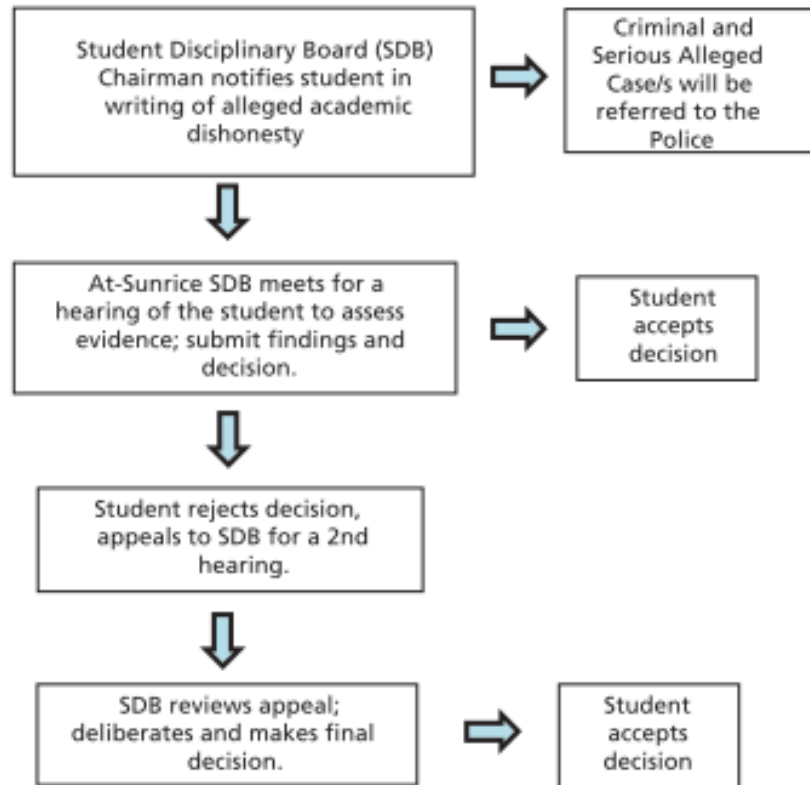 Student Disciplinary Board (SDB)
Chairman notifies student in
writing of alleged academic
dishonesty
Criminal and
Serious Alleged
Case/s will be
referred to the
Police
At-Sunrice SDB meets for a
hearing of the student to assess
evidence; submit findings and
decision.
Student
accepts
decision
Student rejects decision,
appeals to SDB for a 2nd
hearing.
SDB reviews appeal;
deliberates and makes final
decision.
Student
accepts
decision